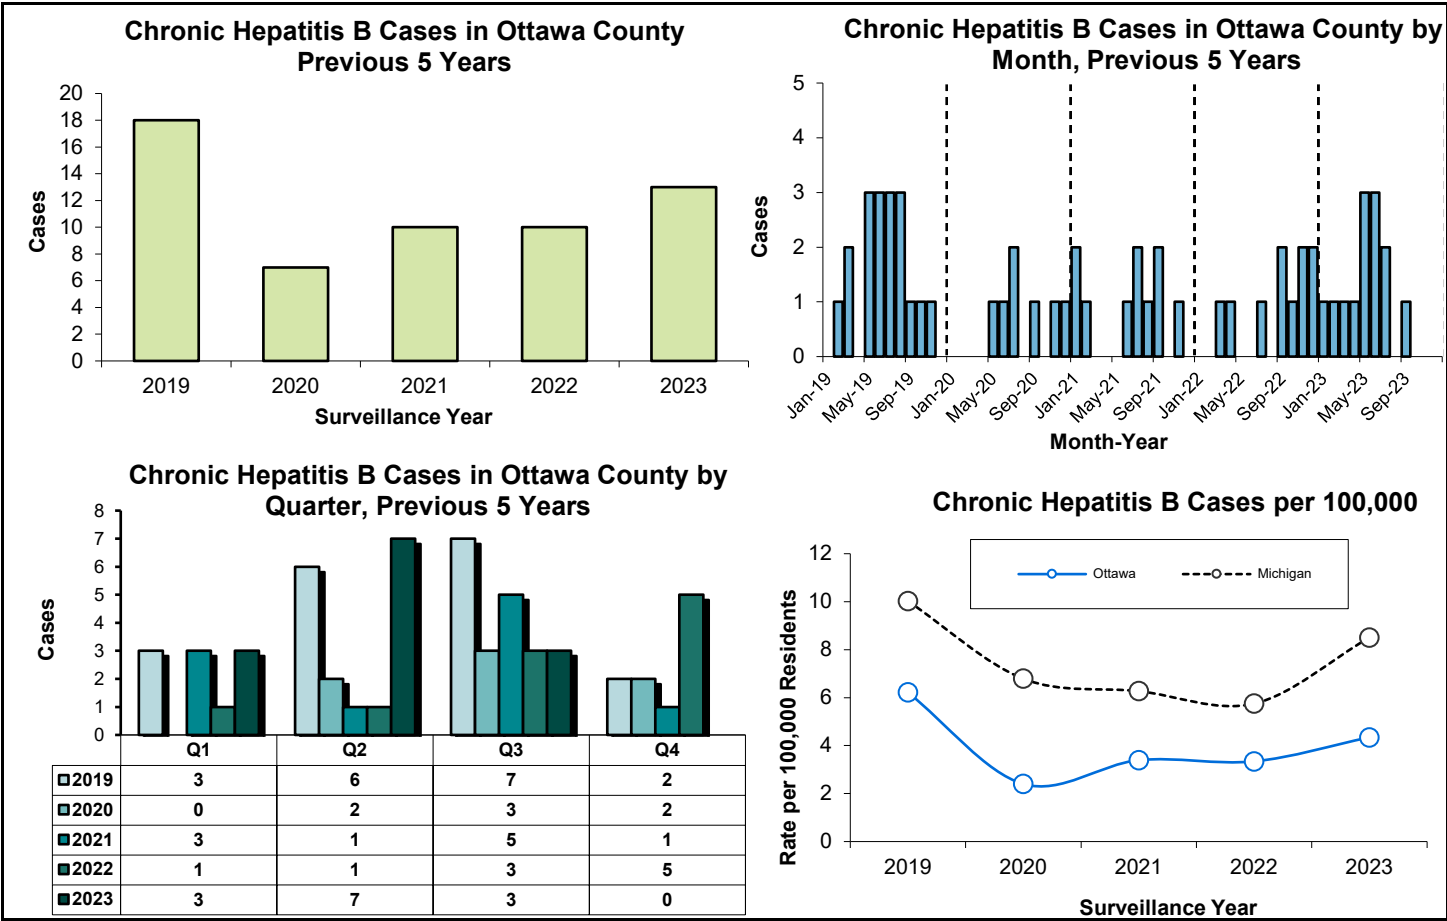 Chronic Hepatitis B Cases in Ottawa County
Previous 5 Years
20
18
16
14
12
10
8
6
4
2
0
Cases
2019 2020 2021 2022 2023
Surveillance Year
Chronic Hepatitis B Cases in Ottawa County by
Month, Previous 5 Years
5
4
3
2
1
0
Cases
Jan-19 May-19 Sep-19 Jan-20 May-20 Sep-20 Jan-21 May-21 Sep-21 Jan-22 May-22 Sep-22 Jan-23 May-23 Sep-23
Month-Year
Chronic Hepatitis B Cases in Ottawa County by
Quarter, Previous 5 Years
8
7
6
5
4
3
2
1
0
Cases
Q1 Q2 Q3 Q4
2019 3 6 7 2
2020 0 2 3 2
2021 3 1 5 1
2022 1 1 3 5
2023 3 7 3 0
Chronic Hepatitis B Cases per 100,000
Ottawa Michigan
12
10
8
6
4
2
0
Rate per 100,000 Residents
2019 2020 2021 2022 2023
Surveillance Year